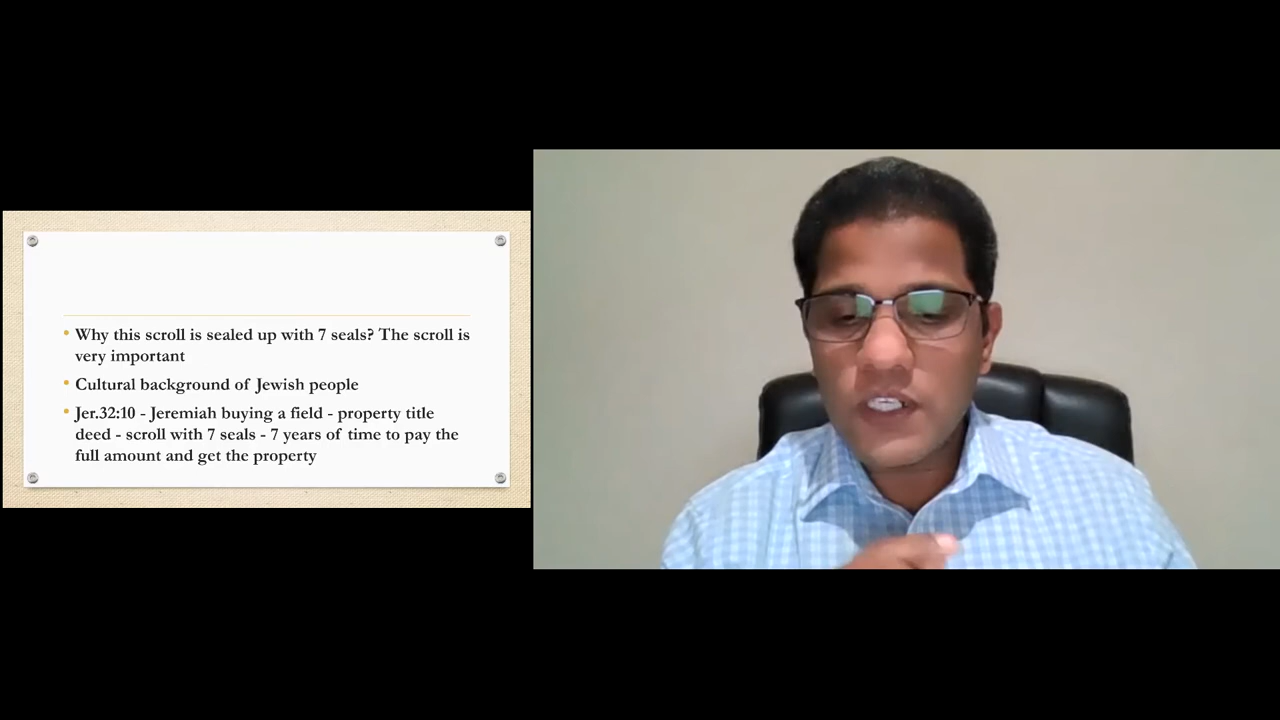 • Why this scroll is sealed up with 7 seals? The scroll is
very important
• Cultural background of Jewish people
• Jer.32:10 - Jeremiah buying a field - property title
deed - scroll with 7 seals - 7 years of time to pay the
full amount and get the property